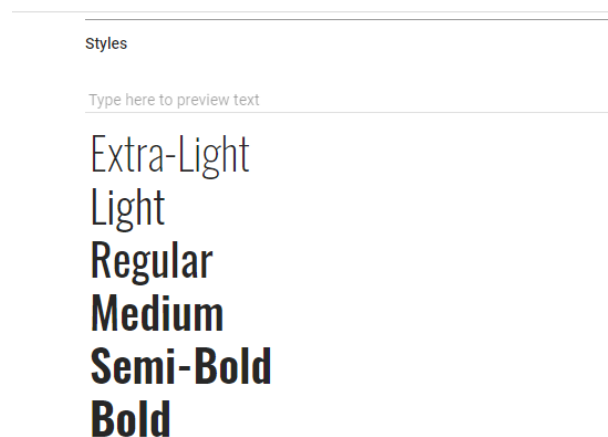 Styles
Type here to preview text
Extra-Light
Light
Regular
Medium
Semi-Bold
Bold